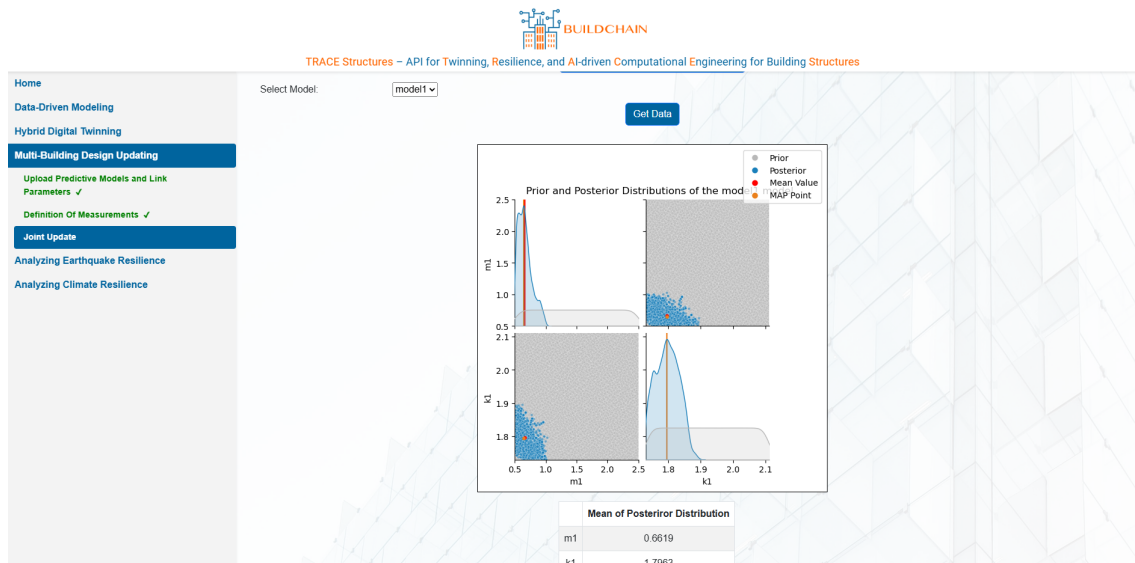 BUILDCHAIN
TRACE Structures – API for Twinning, Resilience, and AI-driven Computational Engineering for Building Structures
Home
Data-Driven Modeling
Hybrid Digital Twinning
Multi-Building Design Updating
Upload Predictive Models and Link
Parameters ✓
Definition Of Measurements ✓
Joint Update
Analyzing Earthquake Resilience
Analyzing Climate Resilience
Select Model:
model1
Get Data
Prior
Posterior
Mean Value
MAP Point
Prior and Posterior Distributions of the model1 model
2.5
2.0
1.5
1.0
0.5
m1
2.1
2.0
1.9
1.8
k1
0.5 1.0 1.5 2.0 2.5
m1
1.8 1.9 2.0 2.1
k1
Mean of Posteriror Distribution
m1 0.6619
k1 1.7963